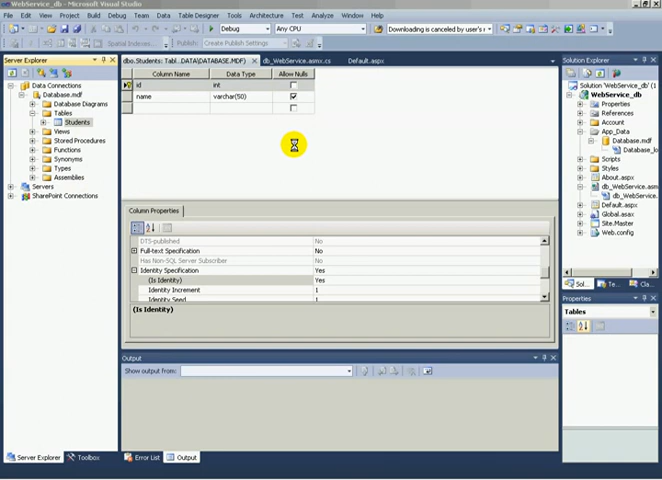 WebService_db - Microsoft Visual Studio
File Edit View Project Build Debug Team Data Table Designer Tools Architecture Test Analyze Window Help
Debug Any CPU Downloading is canceled by user's
Spatial Indexes... Publish: Create Publish Settings
Server Explorer
Data Connections
Database.mdf
Database Diagrams
Tables
Students
Views
Stored Procedures
Functions
Synonyms
Types
Assemblies
Servers
SharePoint Connections
dbo.Students: Tabl...DATA\DATABASE.MDF) db_WebService.asmx.cs Default.aspx
Column Name Data Type Allow Nulls
id int
name varchar(50)
Column Properties
DTS-published No
Full-text Specification No
Has Non-SQL Server Subscriber No
Identity Specification Yes
(Is Identity) Yes
Identity Increment 1
Identity Seed 1
(Is Identity)
Output
Show output from:
Server Explorer Toolbox Error List Output
Solution Explorer
Solution 'WebService_db' (1
WebService_db
Properties
References
Account
App_Data
Database.mdf
Database_lo
Scripts
Styles
About.aspx
db_WebService.asm
db_WebService.
Default.aspx
Global.asax
Site.Master
Web.config
Sol... Te... Cla...
Properties
Tables